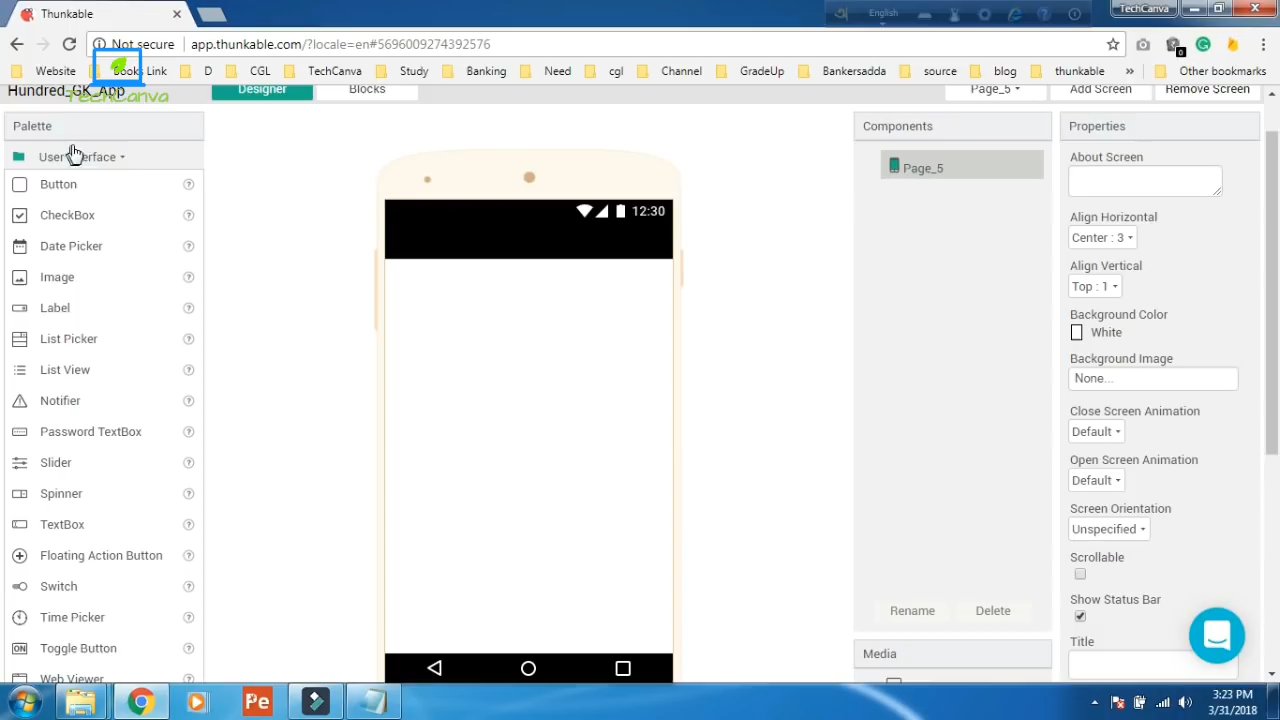 Thunkable
English
TechCanva
Not secure
app.thunkable.com/?locale=en#5696009274392576
Website
Books Link
D
CGL
TechCanva
Study
Banking
Need
cgl
Channel
GradeUp
Bankersadda
source
blog
thunkable
»
Other bookmarks
TechCanva
Hundred_GK_App
Designer
Blocks
Page_5
Add Screen
Remove Screen
Palette
User Interface
Button
CheckBox
Date Picker
Image
Label
List Picker
List View
Notifier
Password TextBox
Slider
Spinner
TextBox
Floating Action Button
Switch
Time Picker
ON
Toggle Button
Web Viewer
12:30
Components
Page_5
Rename
Delete
Media
Properties
About Screen
Align Horizontal
Center : 3
Align Vertical
Top : 1
Background Color
White
Background Image
None...
Close Screen Animation
Default
Open Screen Animation
Default
Screen Orientation
Unspecified
Scrollable
Show Status Bar
Title
Pe
3:23 PM
3/31/2018